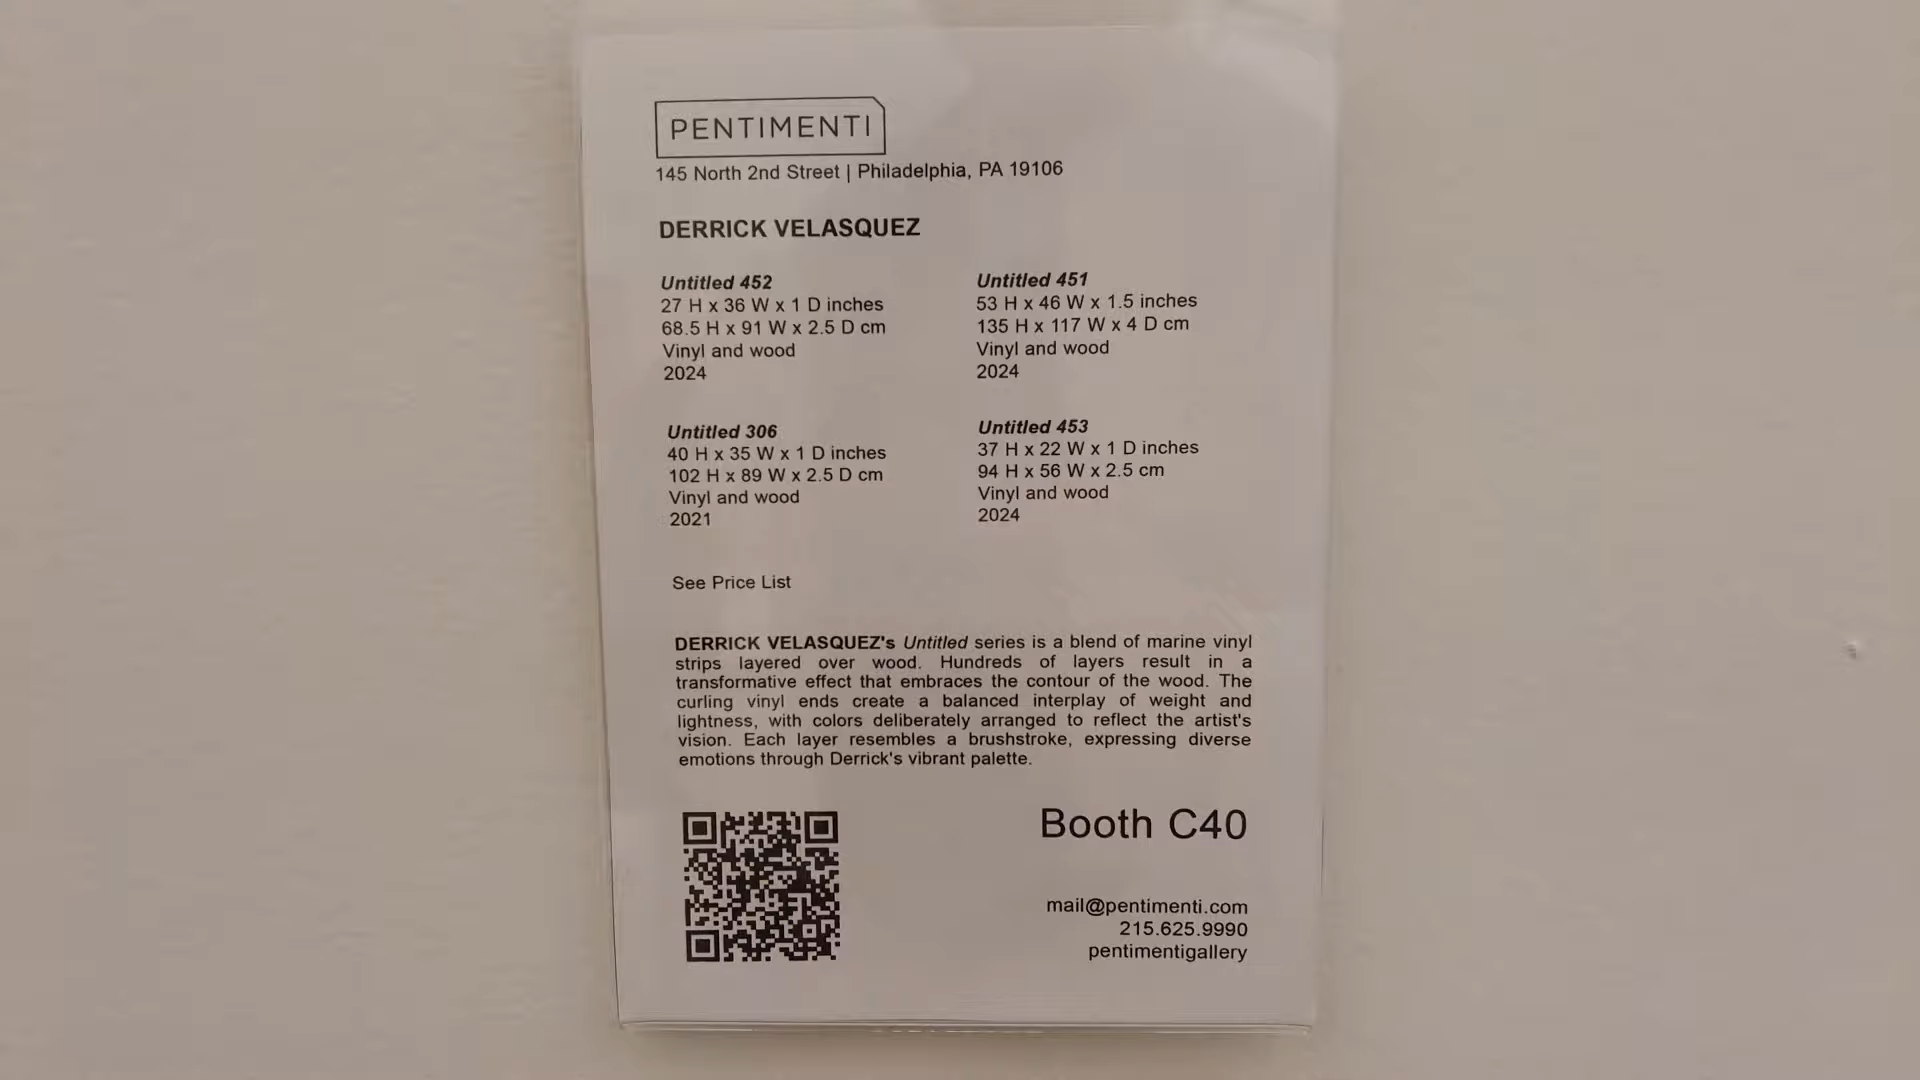 PENTIMENTI
145 North 2nd Street | Philadelphia, PA 19106
DERRICK VELASQUEZ
Untitled 452
27 H x 36 W x 1 D inches
68.5 H x 91 W x 2.5 D cm
Vinyl and wood
2024
Untitled 451
53 H x 46 W x 1.5 inches
135 H x 117 W x 4 D cm
Vinyl and wood
2024
Untitled 306
40 H x 35 W x 1 D inches
102 H x 89 W x 2.5 D cm
Vinyl and wood
2021
Untitled 453
37 H x 22 W x 1 D inches
94 H x 56 W x 2.5 cm
Vinyl and wood
2024
See Price List
DERRICK VELASQUEZ's Untitled series is a blend of marine vinyl
strips layered over wood. Hundreds of layers result in a
transformative effect that embraces the contour of the wood. The
curling vinyl ends create a balanced interplay of weight and
lightness, with colors deliberately arranged to reflect the artist's
vision. Each layer resembles a brushstroke, expressing diverse
emotions through Derrick's vibrant palette.
Booth C40
mail@pentimenti.com
215.625.9990
pentimentigallery